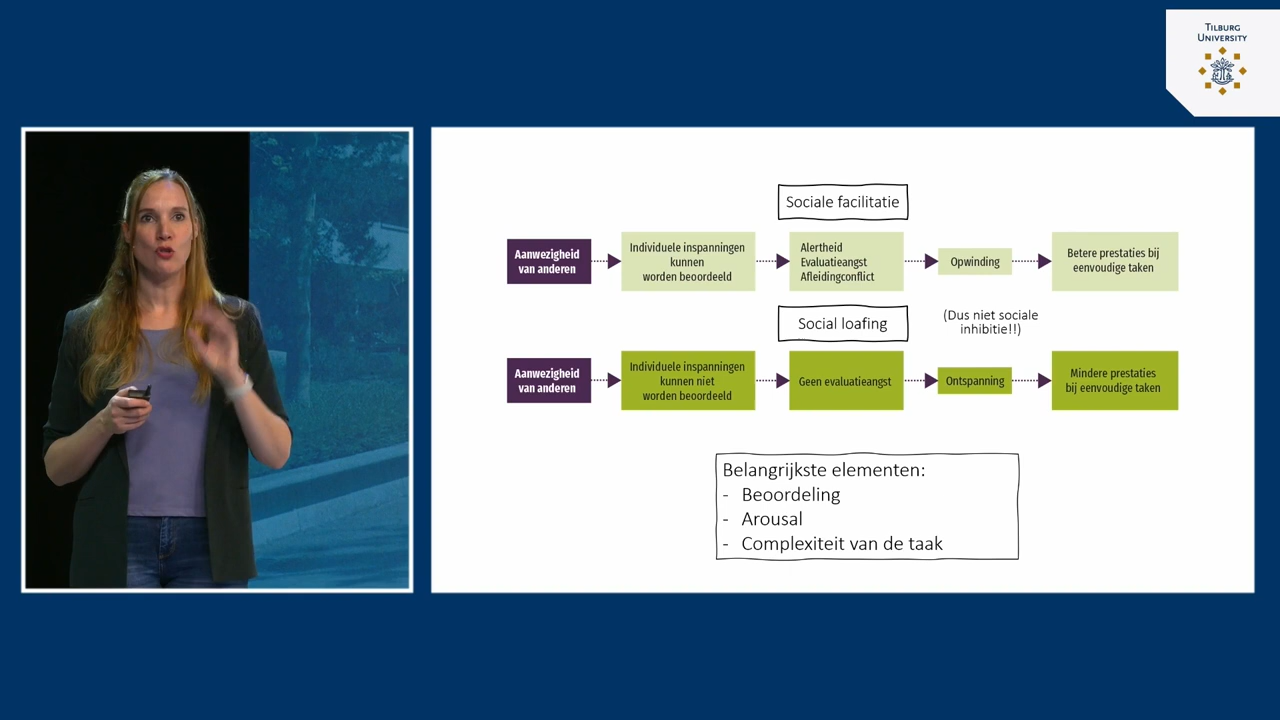 TILBURG
UNIVERSITY
Sociale facilitatie
Aanwezigheid
van anderen
Individuele inspanningen
kunnen
worden beoordeeld
Alertheid
Evaluatieangst
Afleidingconflict
Opwinding
Betere prestaties bij
eenvoudige taken
Social loafing
(Dus niet sociale
inhibitie!!)
Aanwezigheid
van anderen
Individuele inspanningen
kunnen niet
worden beoordeeld
Geen evaluatieangst
Ontspanning
Mindere prestaties
bij eenvoudige taken
Belangrijkste elementen:
- Beoordeling
- Arousal
- Complexiteit van de taak